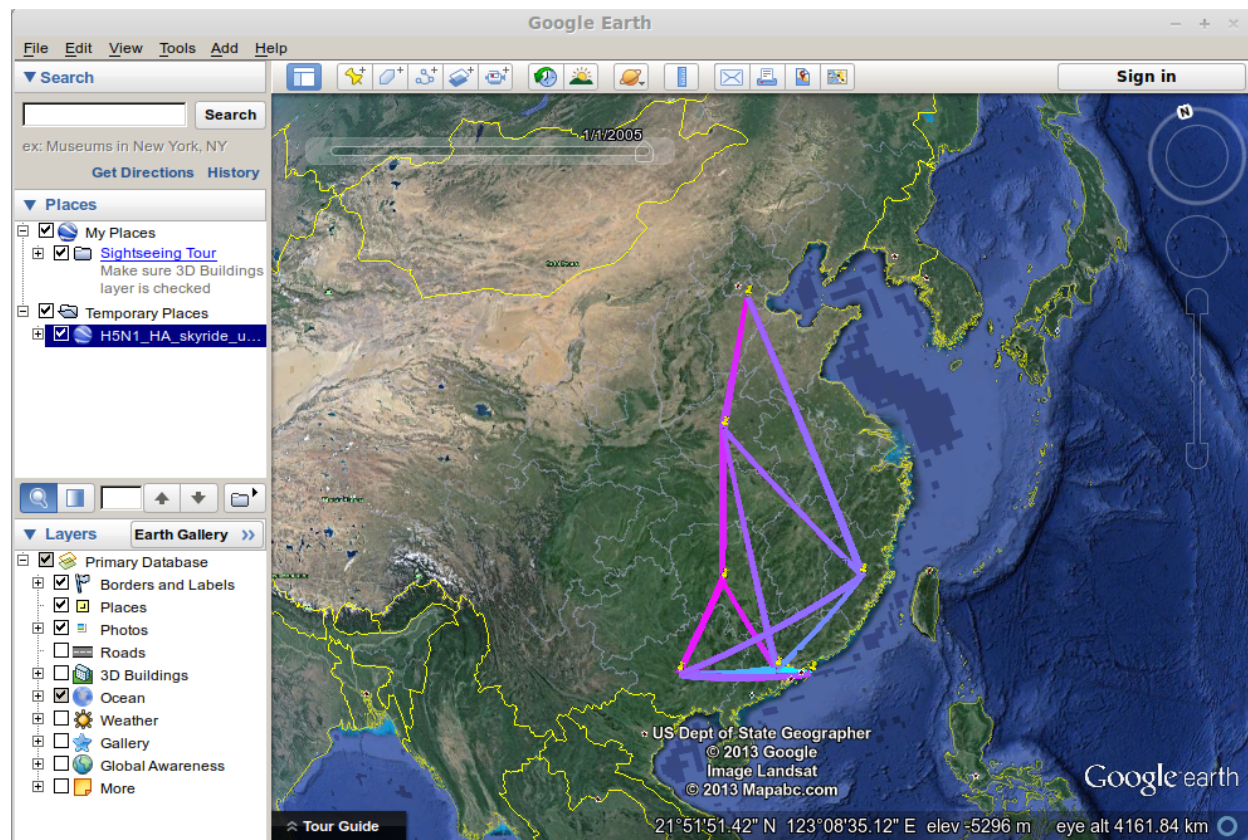 Google Earth
File Edit View Tools Add Help
Search
Search
ex: Museums in New York, NY
Get Directions History
Places
My Places
Sightseeing Tour
Make sure 3D Buildings
layer is checked
Temporary Places
H5N1_HA_skyride_u...
Layers
Earth Gallery >>
Primary Database
Borders and Labels
Places
Photos
Roads
3D Buildings
Ocean
Weather
Gallery
Global Awareness
More
Sign in
1/1/2005
N
US Dept of State Geographer
© 2013 Google
Image Landsat
© 2013 Mapabc.com
Google earth
Tour Guide
21°51'51.42" N 123°08'35.12" E elev -5296 m eye alt 4161.84 km